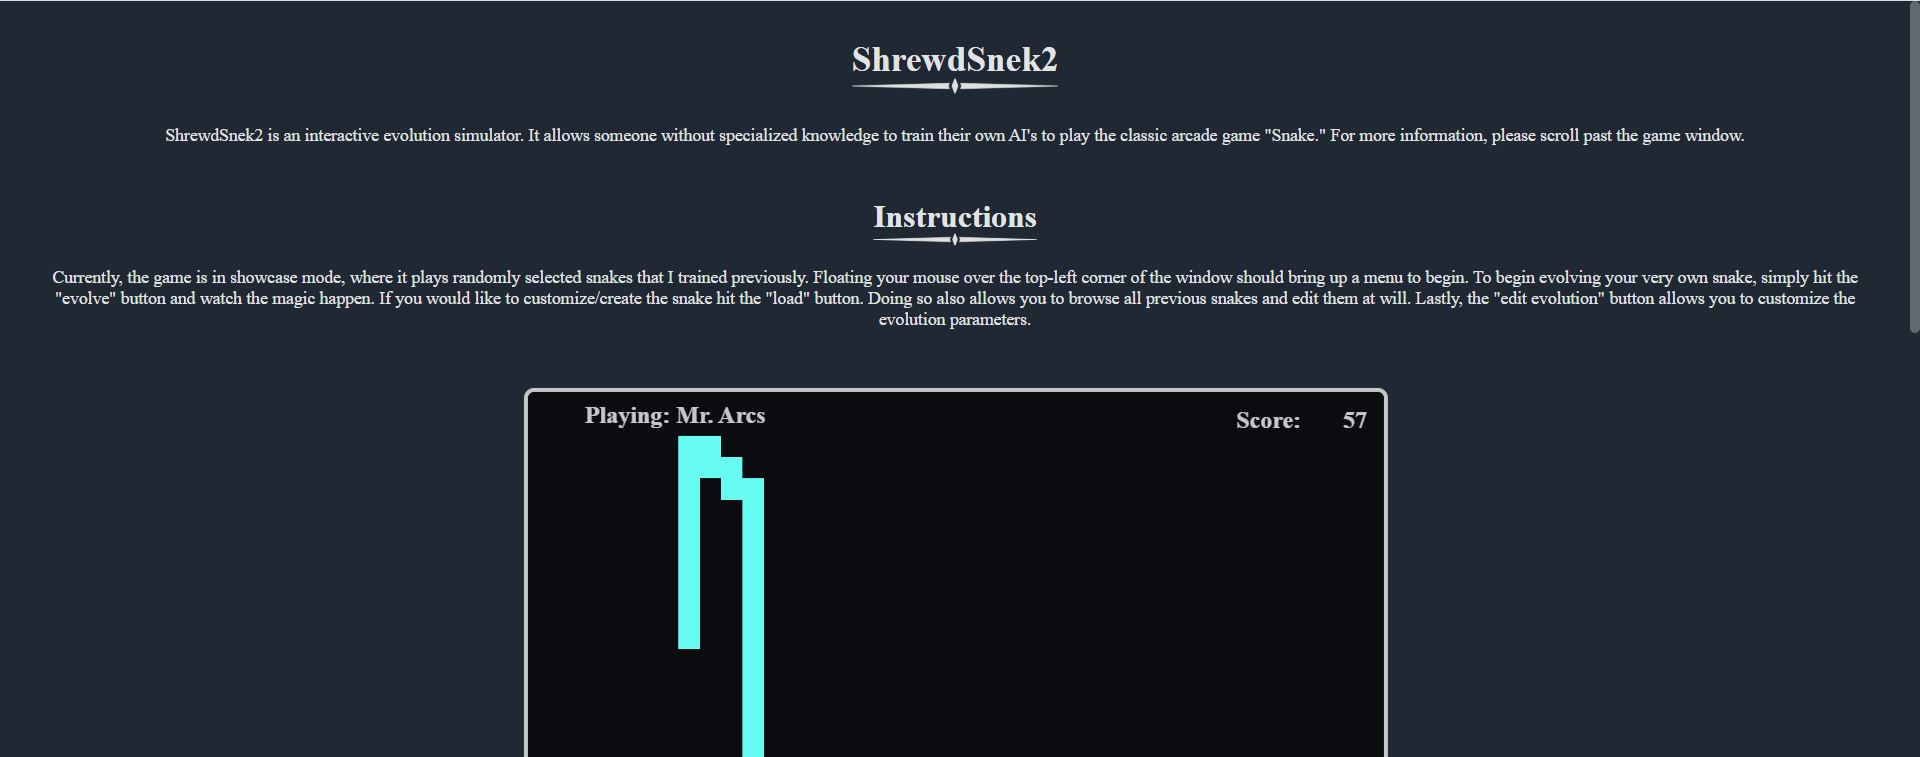 ShrewdSnek2
ShrewdSnek2 is an interactive evolution simulator. It allows someone without specialized knowledge to train their own AI's to play the classic arcade game "Snake." For more information, please scroll past the game window.
Instructions
Currently, the game is in showcase mode, where it plays randomly selected snakes that I trained previously. Floating your mouse over the top-left corner of the window should bring up a menu to begin. To begin evolving your very own snake, simply hit the
"evolve" button and watch the magic happen. If you would like to customize/create the snake hit the "load" button. Doing so also allows you to browse all previous snakes and edit them at will. Lastly, the "edit evolution" button allows you to customize the
evolution parameters.
Playing: Mr. Arcs
Score: 57